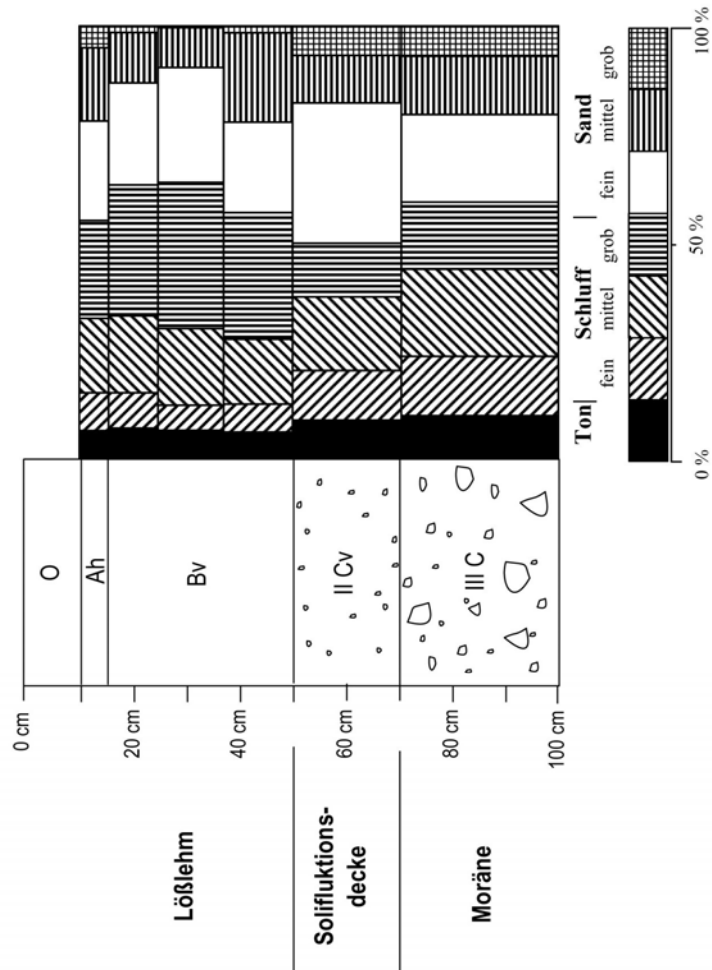 0 cm
20 cm
40 cm
60 cm
80 cm
100 cm
Lößlehm
Solifluktions-
decke
Moräne
O
Ah
Bv
II Cv
III C
Ton| Schluff | Sand
fein mittel grob fein mittel grob
0 % 50 % 100 %